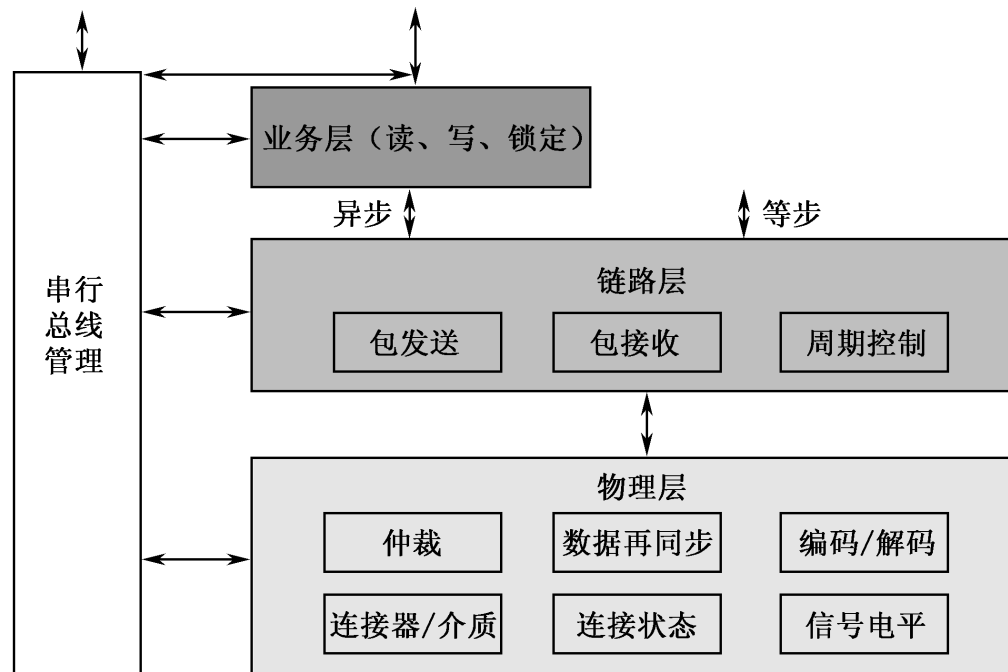 业务层（读、写、锁定）
异步
等步
串行
总线
管理
链路层
包发送
包接收
周期控制
物理层
仲裁
数据再同步
编码/解码
连接器/介质
连接状态
信号电平